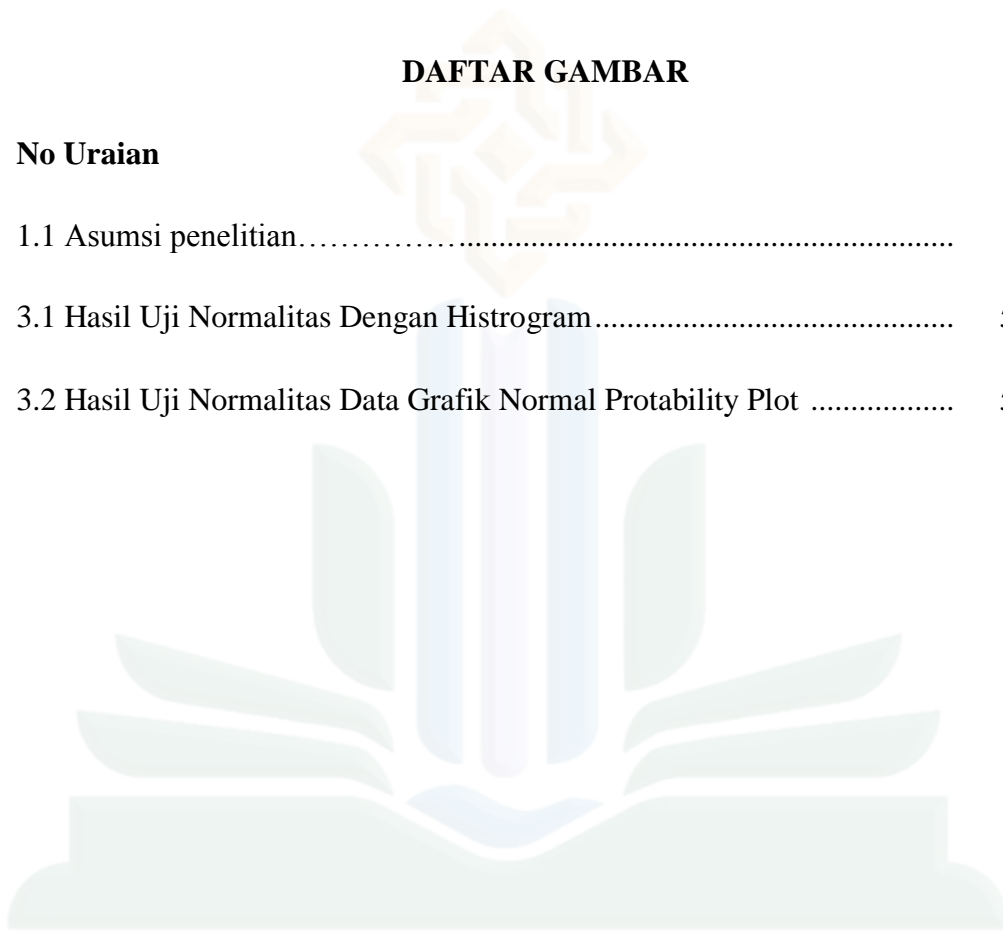 DAFTAR GAMBAR
No Uraian
1.1 Asumsi penelitian……………..............................................................
3.1 Hasil Uji Normalitas Dengan Histrogram.............................................
3.2 Hasil Uji Normalitas Data Grafik Normal Protability Plot ..................